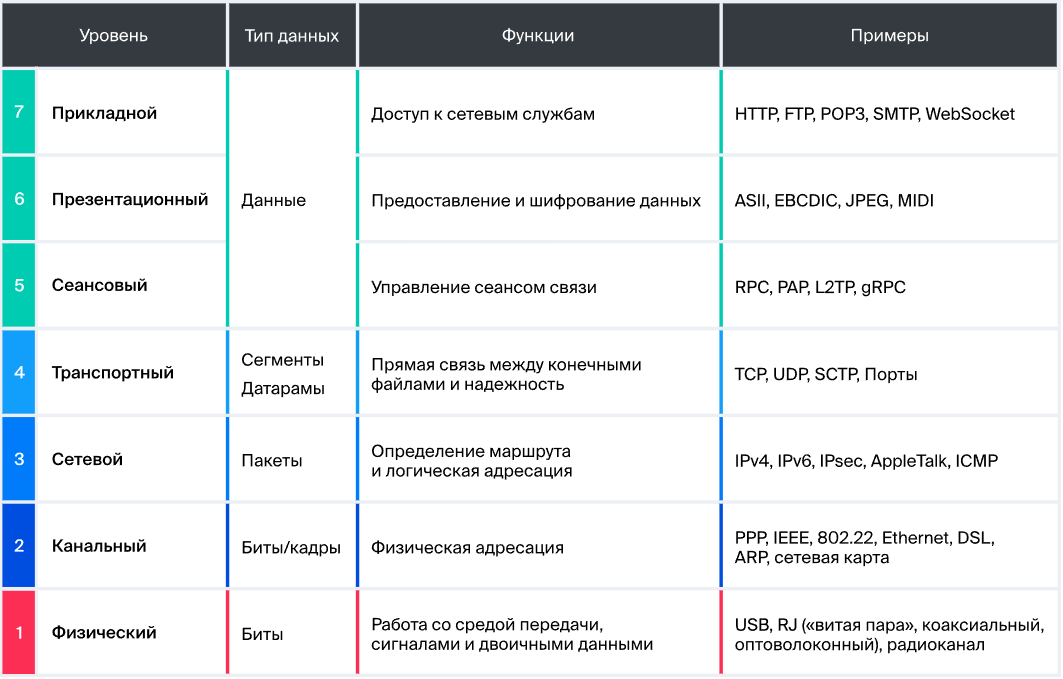 Уровень Тип данных Функции Примеры
7 Прикладной Доступ к сетевым службам HTTP, FTP, POP3, SMTP, WebSocket
6 Презентационный Данные Предоставление и шифрование данных ASII, EBCDIC, JPEG, MIDI
5 Сеансовый Управление сеансом связи RPC, PAP, L2TP, gRPC
4 Транспортный Сегменты
Датарамы
Прямая связь между конечными
файлами и надежность
TCP, UDP, SCTP, Порты
3 Сетевой Пакеты Определение маршрута
и логическая адресация
IPv4, IPv6, IPsec, AppleTalk, ICMP
2 Канальный Биты/кадры Физическая адресация PPP, IEEE, 802.22, Ethernet, DSL,
ARP, сетевая карта
1 Физический Биты Работа со средой передачи,
сигналами и двоичными данными
USB, RJ («витая пара», коаксиальный,
оптоволоконный), радиоканал